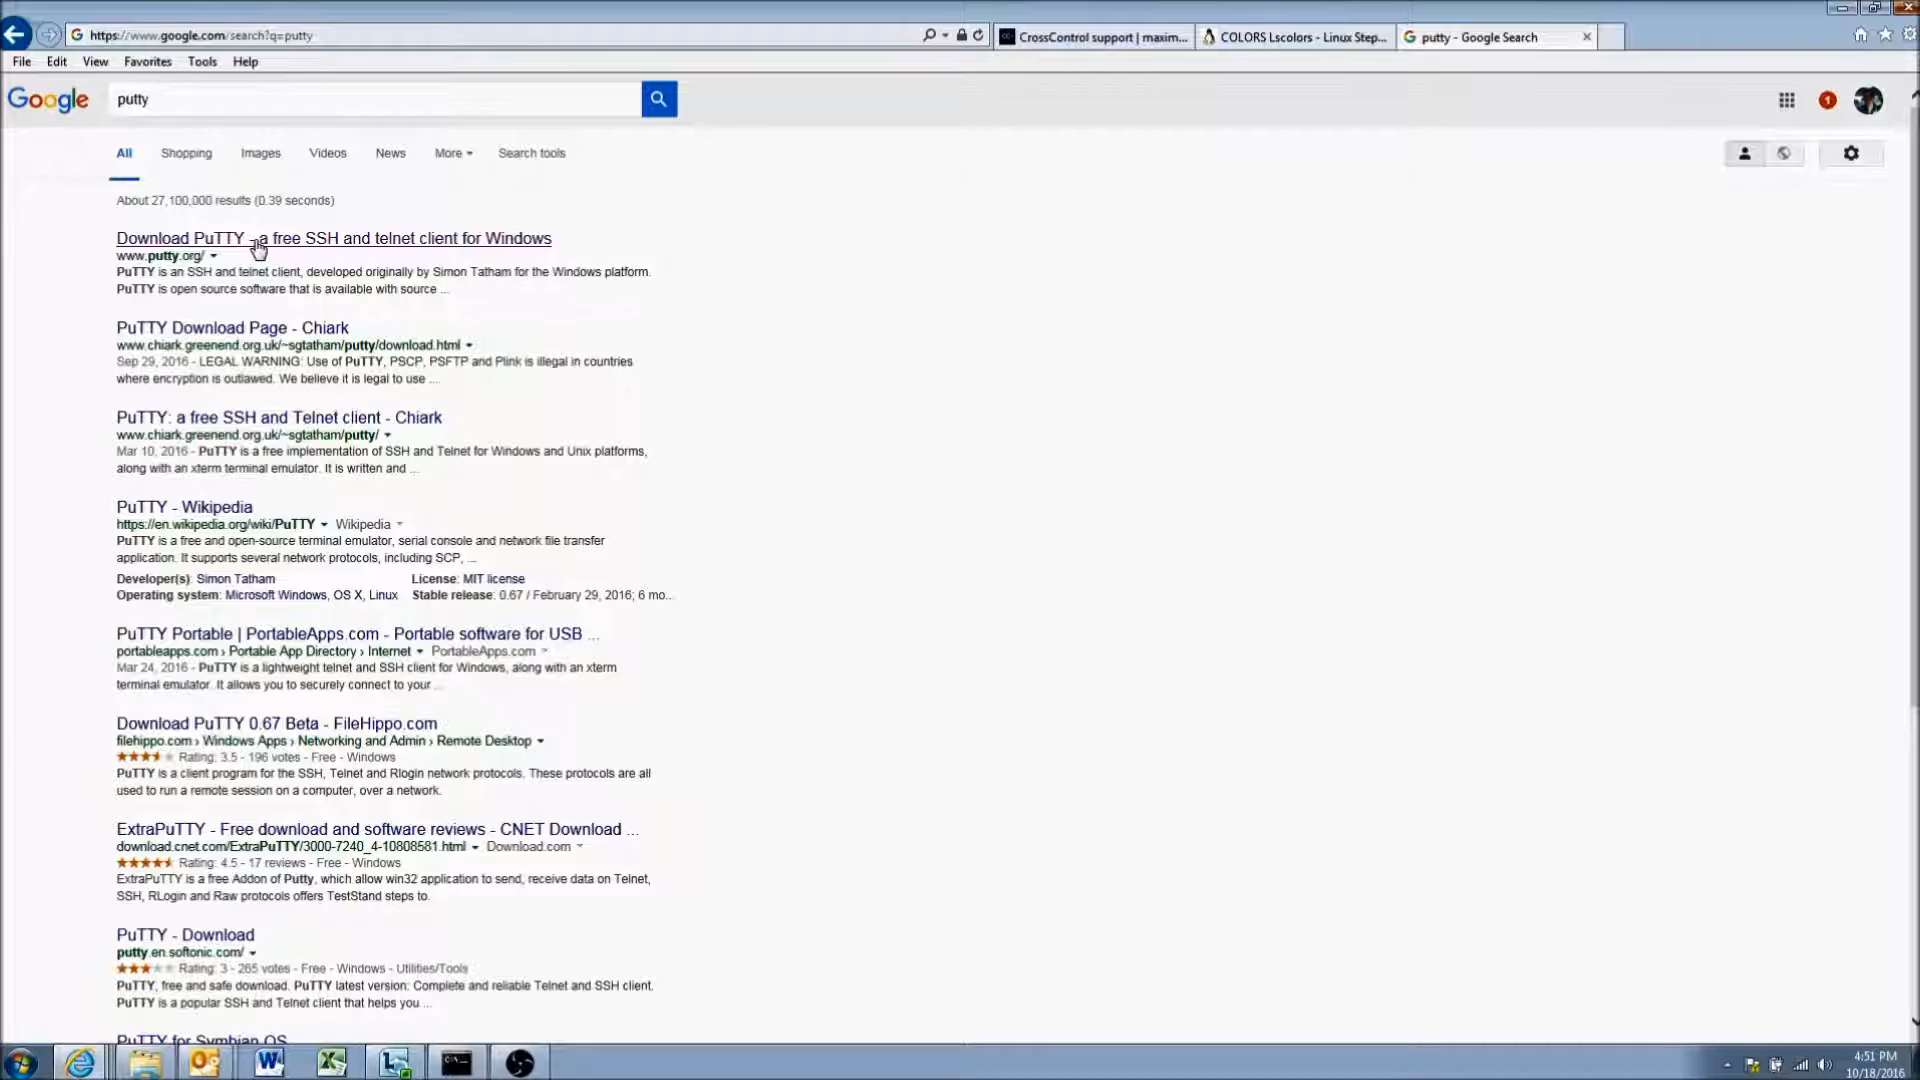 https://www.google.com/search?q=putty
CrossControl support | maxim...
COLORS Lscolors - Linux Step...
putty - Google Search
File Edit View Favorites Tools Help
Google
putty
1
All Shopping Images Videos News More Search tools
About 27,100,000 results (0.39 seconds)
Download PuTTY - a free SSH and telnet client for Windows
www.putty.org/
PuTTY is an SSH and telnet client, developed originally by Simon Tatham for the Windows platform.
PuTTY is open source software that is available with source ...
PuTTY Download Page - Chiark
www.chiark.greenend.org.uk/~sgtatham/putty/download.html
Sep 29, 2016 - LEGAL WARNING: Use of PuTTY, PSCP, PSFTP and Plink is illegal in countries
where encryption is outlawed. We believe it is legal to use ...
PuTTY: a free SSH and Telnet client - Chiark
www.chiark.greenend.org.uk/~sgtatham/putty/
Mar 10, 2016 - PuTTY is a free implementation of SSH and Telnet for Windows and Unix platforms,
along with an xterm terminal emulator. It is written and ...
PuTTY - Wikipedia
https://en.wikipedia.org/wiki/PuTTY Wikipedia
PuTTY is a free and open-source terminal emulator, serial console and network file transfer
application. It supports several network protocols, including SCP, ...
Developer(s): Simon Tatham License: MIT license
Operating system: Microsoft Windows, OS X, Linux Stable release: 0.67 / February 29, 2016; 6 mo...
PuTTY Portable | PortableApps.com - Portable software for USB ...
portableapps.com › Portable App Directory › Internet PortableApps.com
Mar 24, 2016 - PuTTY is a lightweight telnet and SSH client for Windows, along with an xterm
terminal emulator. It allows you to securely connect to your ...
Download PuTTY 0.67 Beta - FileHippo.com
filehippo.com › Windows Apps › Networking and Admin › Remote Desktop
Rating: 3.5 - 196 votes - Free - Windows
PuTTY is a client program for the SSH, Telnet and Rlogin network protocols. These protocols are all
used to run a remote session on a computer, over a network.
ExtraPuTTY - Free download and software reviews - CNET Download ...
download.cnet.com/ExtraPuTTY/3000-7240_4-10808581.html Download.com
Rating: 4.5 - 17 reviews - Free - Windows
ExtraPuTTY is a free Addon of Putty, which allow win32 application to send, receive data on Telnet,
SSH, RLogin and Raw protocols offers TestStand steps to.
PuTTY - Download
putty.en.softonic.com/
Rating: 3 - 265 votes - Free - Windows - Utilities/Tools
PuTTY, free and safe download. PuTTY latest version: Complete and reliable Telnet and SSH client.
PuTTY is a popular SSH and Telnet client that helps you ...
PuTTY for Symbian OS
4:51 PM
10/18/2016